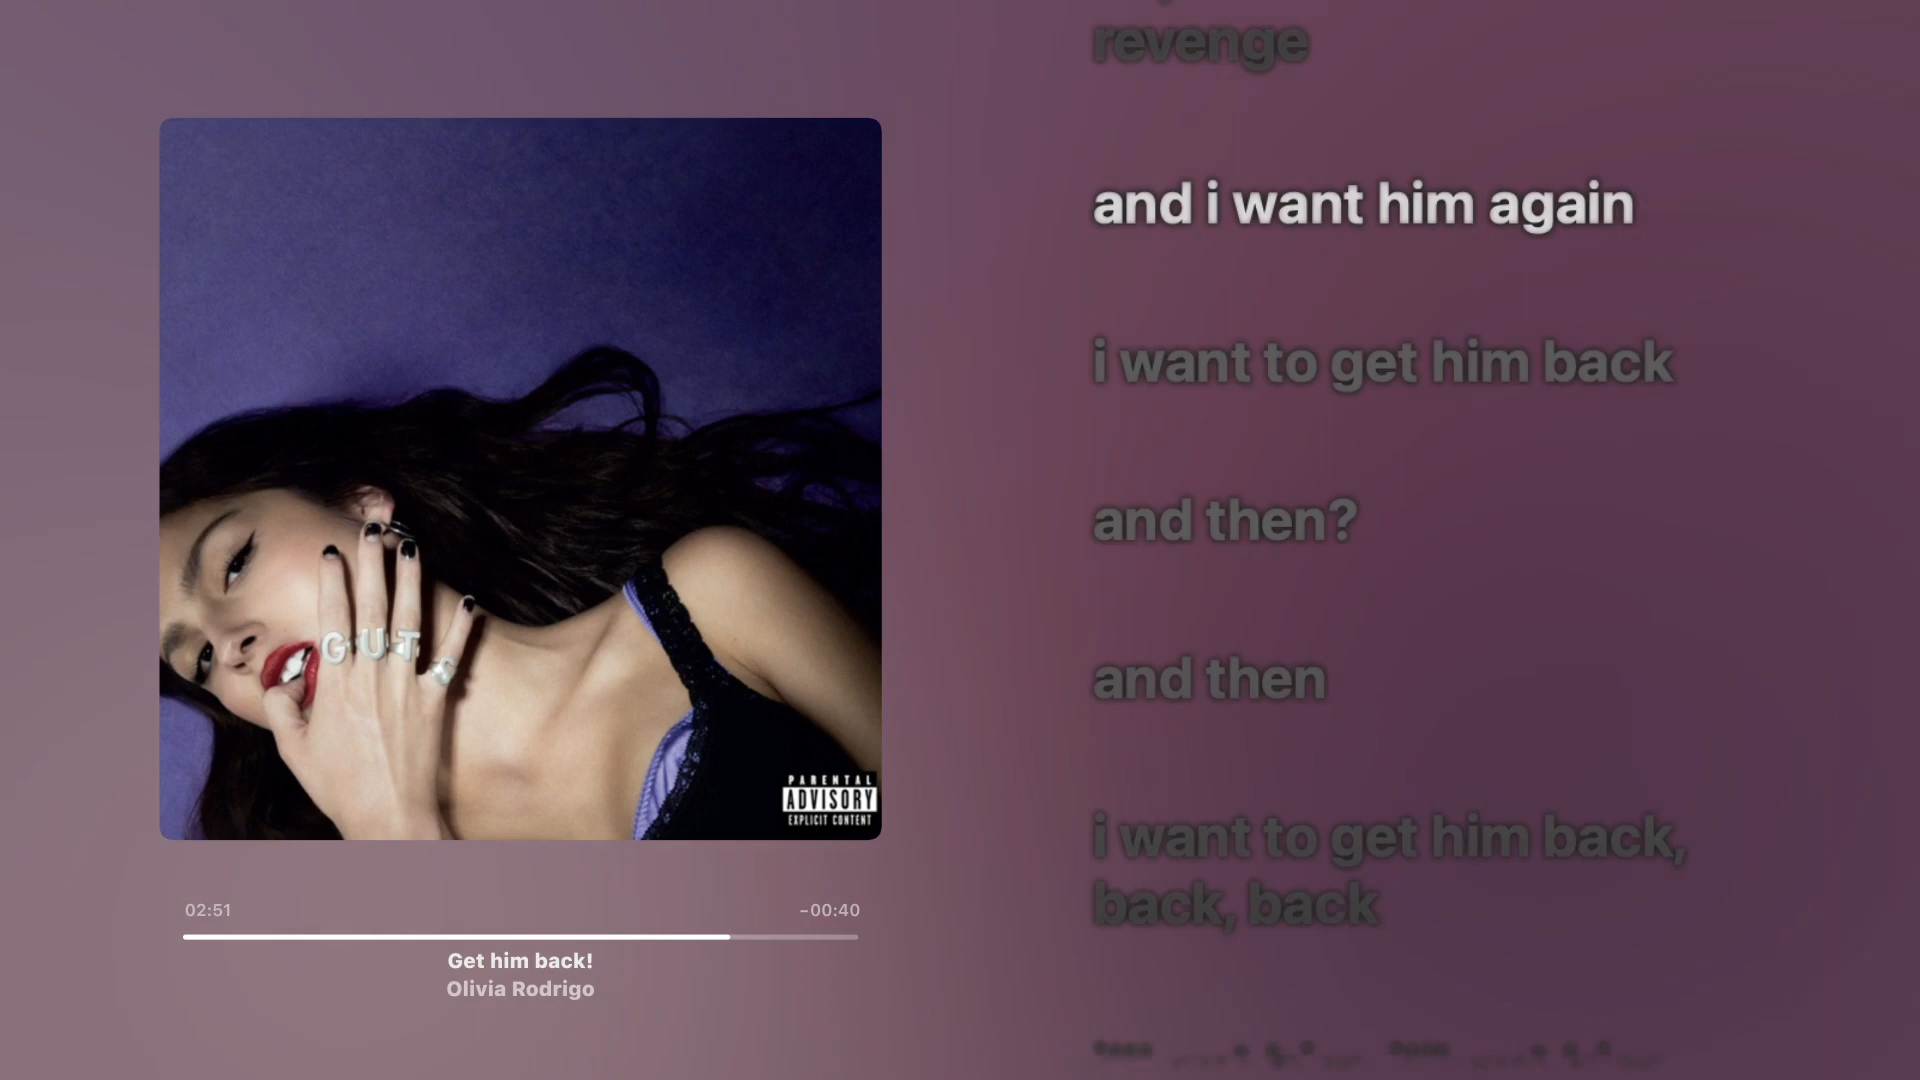 revenge
and i want him again
i want to get him back
and then?
and then
i want to get him back,
back, back
GUTS
PARENTAL
ADVISORY
EXPLICIT CONTENT
02:51
-00:40
Get him back!
Olivia Rodrigo